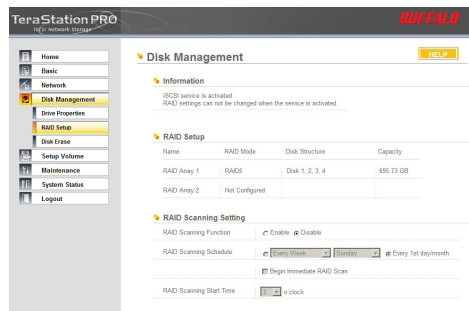 TeraStation PRO
iSCSI Network Storage
BUFFALO
Home
Basic
Network
Disk Management
Drive Properties
RAID Setup
Disk Erase
Setup Volume
Maintenance
System Status
Logout
Disk Management
HELP
Information
iSCSI service is activated.
RAID settings can not be changed when the service is activated.
RAID Setup
Name RAID Mode Disk Structure Capacity
RAID Array 1 RAID5 Disk 1, 2, 3, 4 695.73 GB
RAID Array 2 Not Configured
RAID Scanning Setting
RAID Scanning Function Enable Disable
RAID Scanning Schedule Every Week Sunday Every 1st day/month
Begin Immediate RAID Scan
RAID Scanning Start Time 2 o'clock